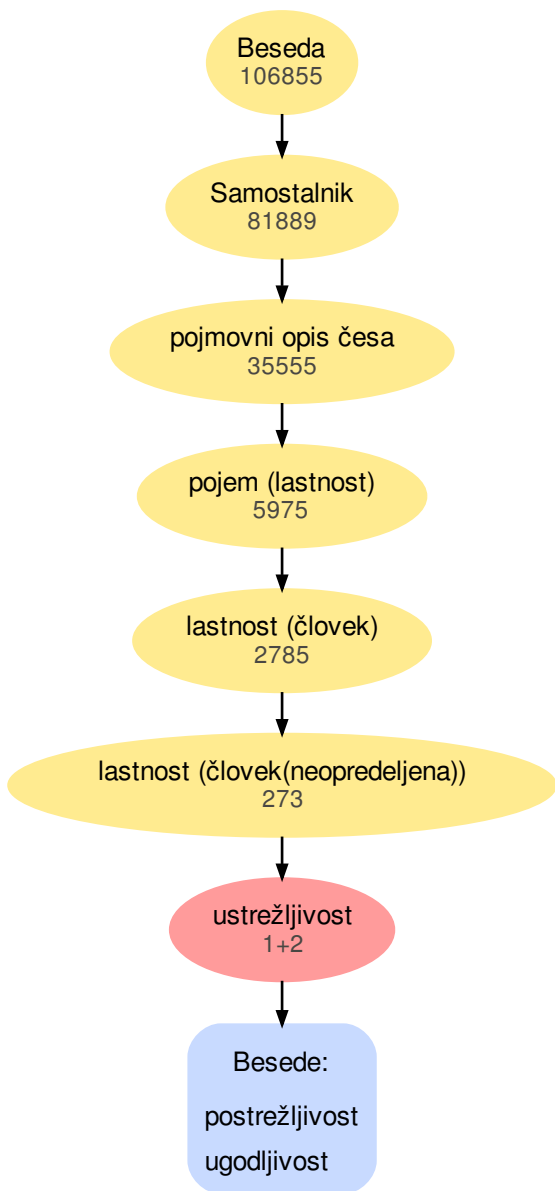 Beseda
106855
Samostalnik
81889
pojmovni opis česa
35555
pojem (lastnost)
5975
lastnost (človek)
2785
lastnost (človek(neopredeljena))
273
ustrežljivost
1+2
Besede:
postrežljivost
ugodljivost